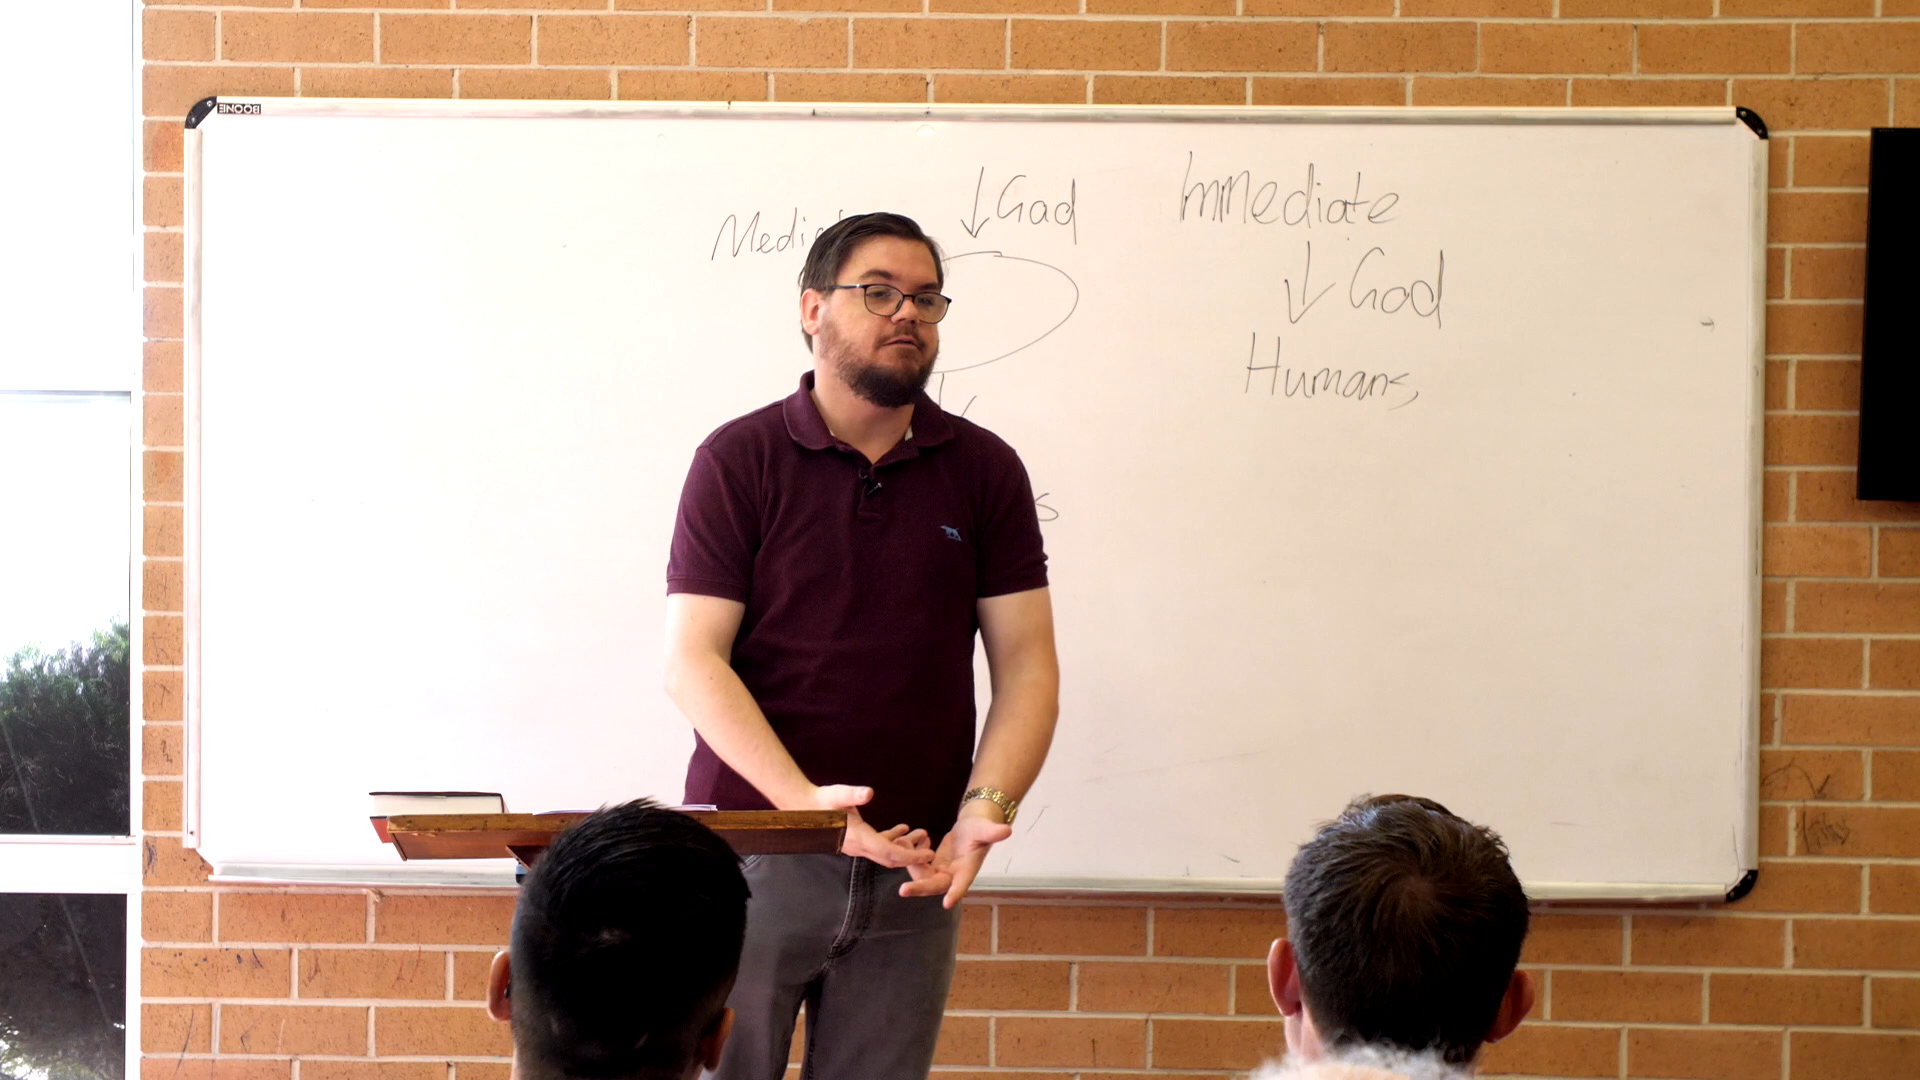 BOONE
↓ God
Immediate
↓ God
Humans